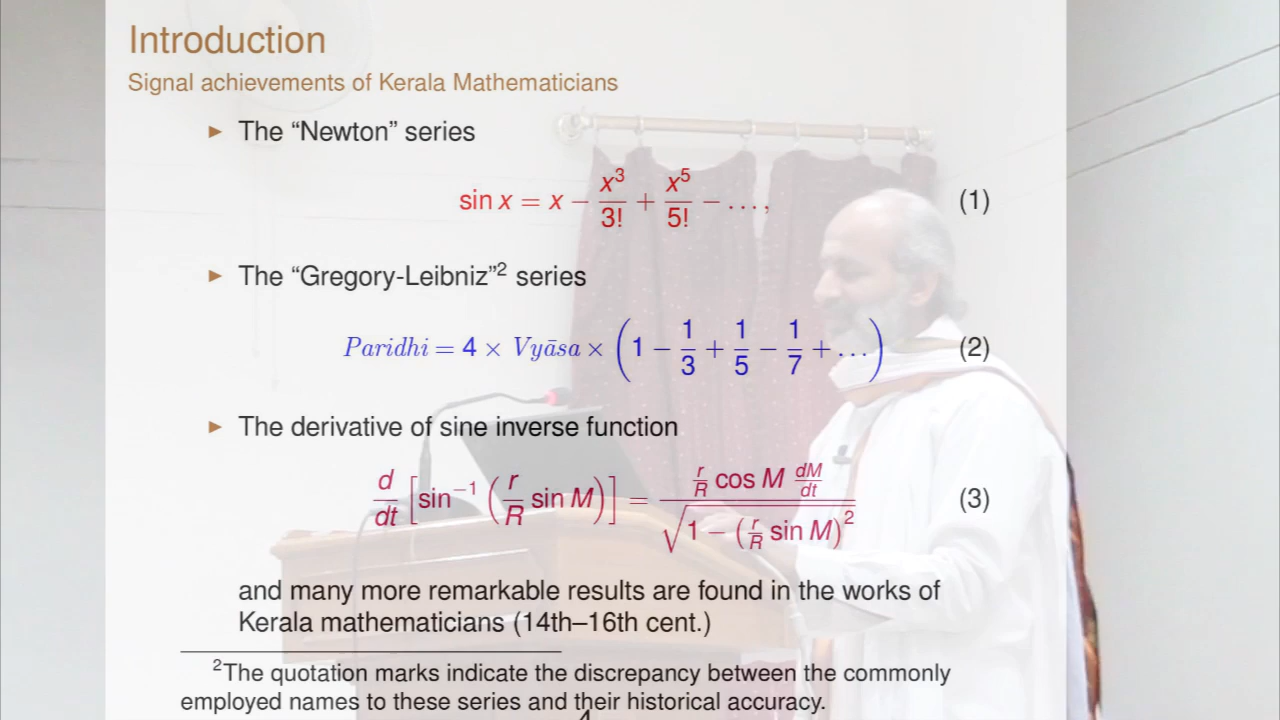 Introduction
Signal achievements of Kerala Mathematicians
▶ The “Newton” series
sin x = x − x³/3! + x⁵/5! − … , (1)
▶ The “Gregory-Leibniz”² series
Paridhi = 4 × Vyāsa × (1 − 1/3 + 1/5 − 1/7 + …) (2)
▶ The derivative of sine inverse function
d/dt [sin⁻¹ (r/R sin M)] = (r/R cos M dM/dt) / √(1 − (r/R sin M)²) (3)
and many more remarkable results are found in the works of
Kerala mathematicians (14th–16th cent.)
²The quotation marks indicate the discrepancy between the commonly
employed names to these series and their historical accuracy.
4